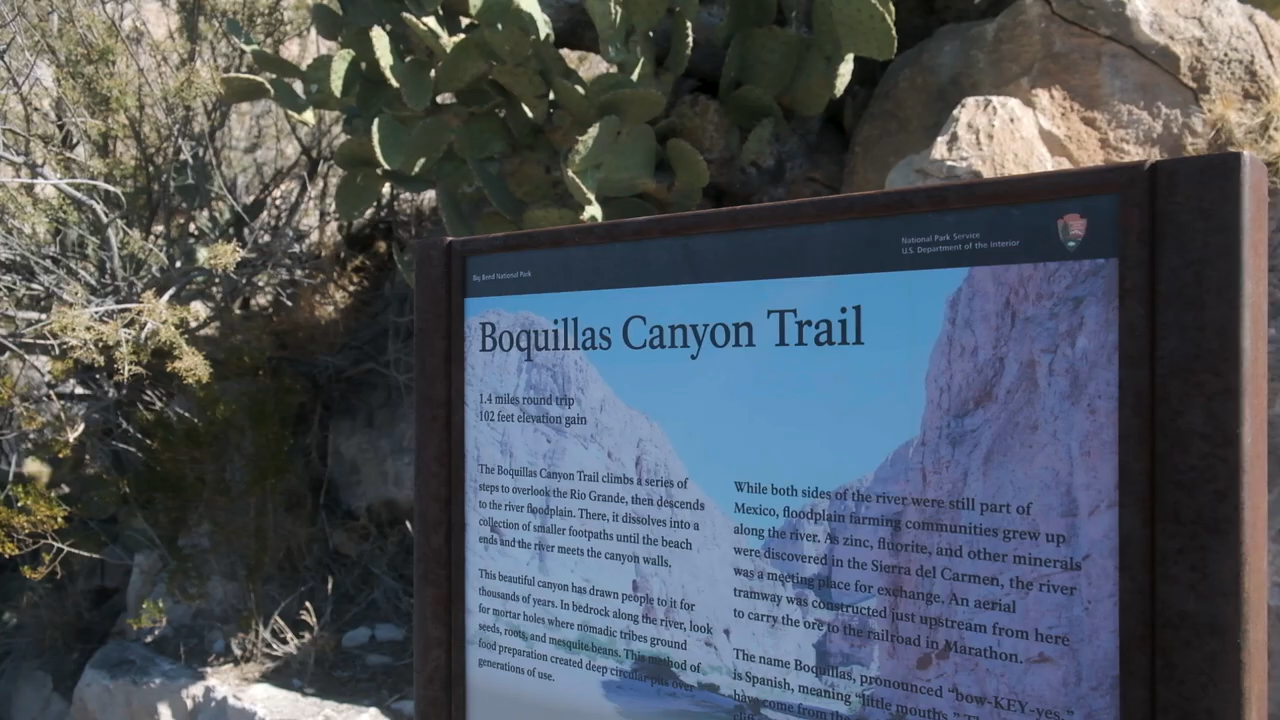 Big Bend National Park
National Park Service
U.S. Department of the Interior
Boquillas Canyon Trail
1.4 miles round trip
102 feet elevation gain
The Boquillas Canyon Trail climbs a series of
steps to overlook the Rio Grande, then descends
to the river floodplain. There, it dissolves into a
collection of smaller footpaths until the beach
ends and the river meets the canyon walls.
This beautiful canyon has drawn people to it for
thousands of years. In bedrock along the river, look
for mortar holes where nomadic tribes ground
seeds, roots, and mesquite beans. This method of
food preparation created deep circular pits over
generations of use.
While both sides of the river were still part of
Mexico, floodplain farming communities grew up
along the river. As zinc, fluorite, and other minerals
were discovered in the Sierra del Carmen, the river
was a meeting place for exchange. An aerial
tramway was constructed just upstream from here
to carry the ore to the railroad in Marathon.
The name Boquillas, pronounced “bow-KEY-yes,”
is Spanish, meaning “little mouths.”
have come from the